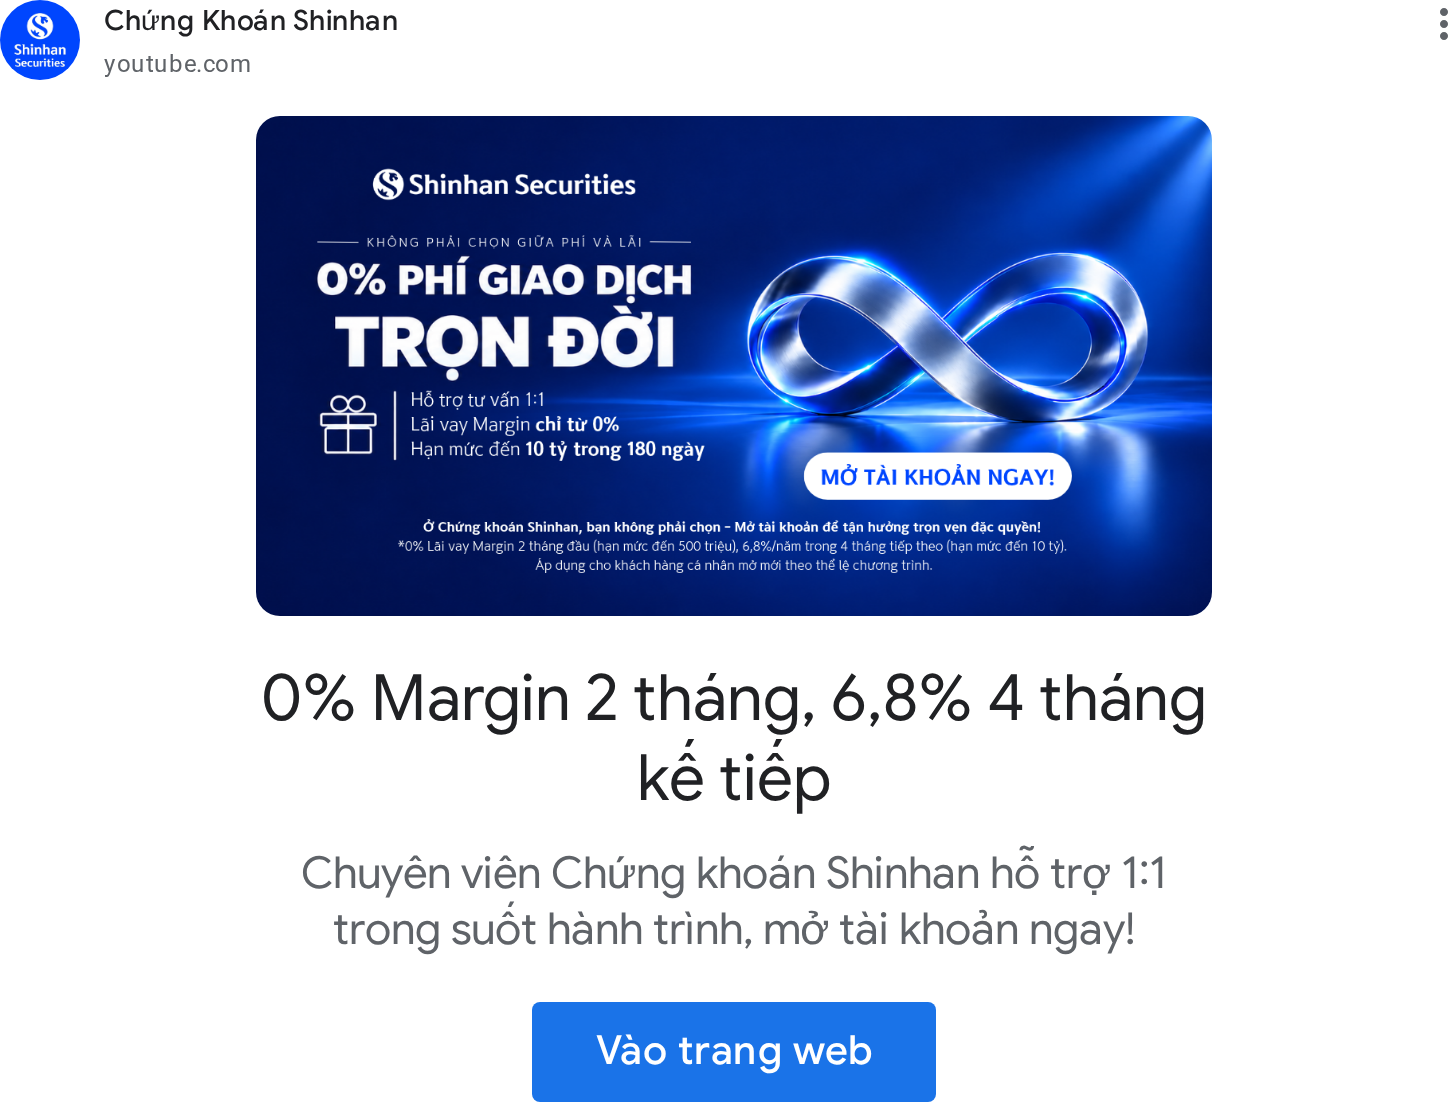 Shinhan
Securities
Chứng Khoán Shinhan
youtube.com
Shinhan Securities
KHÔNG PHẢI CHỌN GIỮA PHÍ VÀ LÃI
0% PHÍ GIAO DỊCH
TRỌN ĐỜI
Hỗ trợ tư vấn 1:1
Lãi vay Margin chỉ từ 0%
Hạn mức đến 10 tỷ trong 180 ngày
MỞ TÀI KHOẢN NGAY!
Ở Chứng khoán Shinhan, bạn không phải chọn – Mở tài khoản để tận hưởng trọn vẹn đặc quyền!
*0% Lãi vay Margin 2 tháng đầu (hạn mức đến 500 triệu), 6,8%/năm trong 4 tháng tiếp theo (hạn mức đến 10 tỷ).
Áp dụng cho khách hàng cá nhân mở mới theo thể lệ chương trình.
0% Margin 2 tháng, 6,8% 4 tháng
kế tiếp
Chuyên viên Chứng khoán Shinhan hỗ trợ 1:1
trong suốt hành trình, mở tài khoản ngay!
Vào trang web